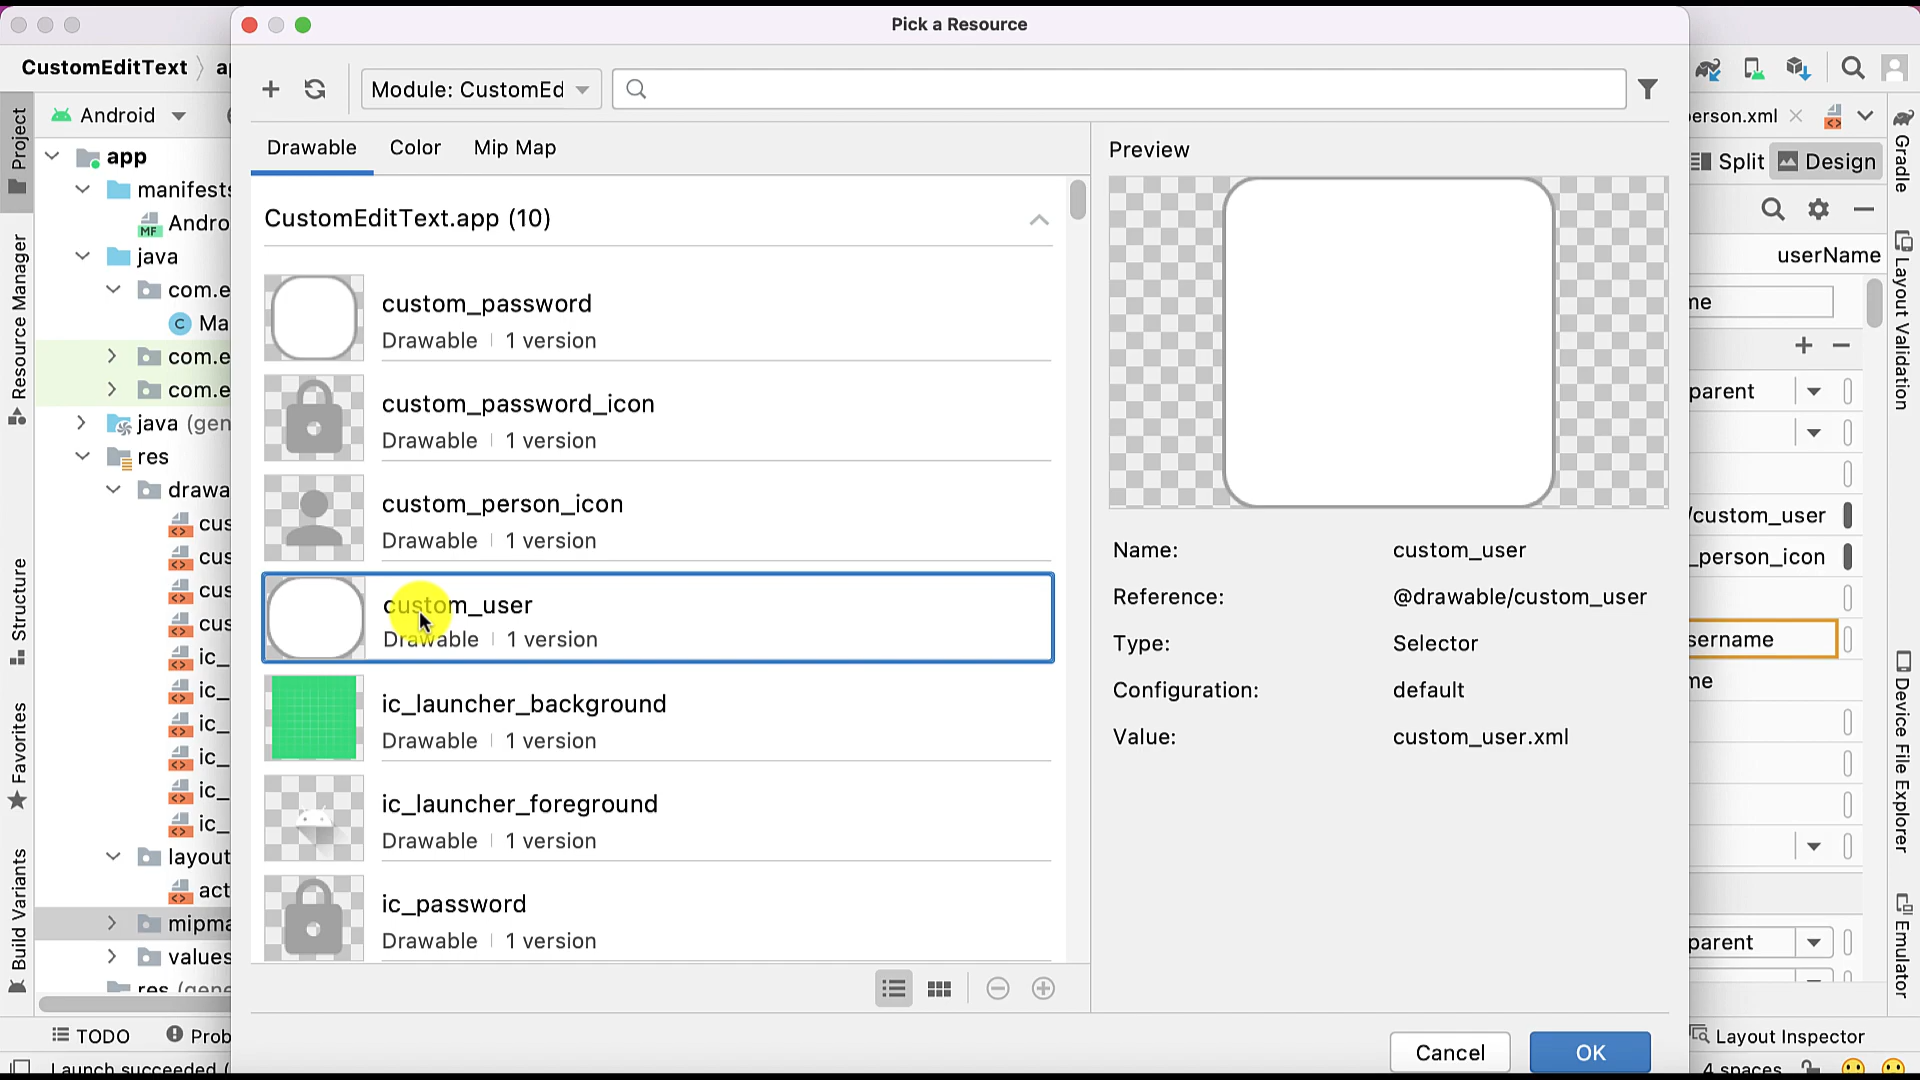 Pick a Resource
CustomEditText
Module: CustomEd
Android
erson.xml
Drawable Color Mip Map
Preview
Split Design
app
manifests
CustomEditText.app (10)
Andro
java
userName
com.e
custom_password
Drawable 1 version
Ma
com.e
com.e
java (gen
res
drawa
custom_password_icon
Drawable 1 version
custom_person_icon
Drawable 1 version
custom_user
Drawable 1 version
ic_launcher_background
Drawable 1 version
ic_launcher_foreground
Drawable 1 version
ic_password
Drawable 1 version
Name: custom_user
Reference: @drawable/custom_user
Type: Selector
Configuration: default
Value: custom_user.xml
parent
/custom_user
_person_icon
sername
parent
cus
cus
cus
cus
ic_
ic_
ic_
ic_
ic_
ic_
layout
act
mipma
values
res (gene
Project
Resource Manager
Structure
Favorites
Build Variants
Gradle
Layout Validation
Device File Explorer
Emulator
Cancel OK
TODO Prob
Layout Inspector
Launch succeeded (
4 spaces